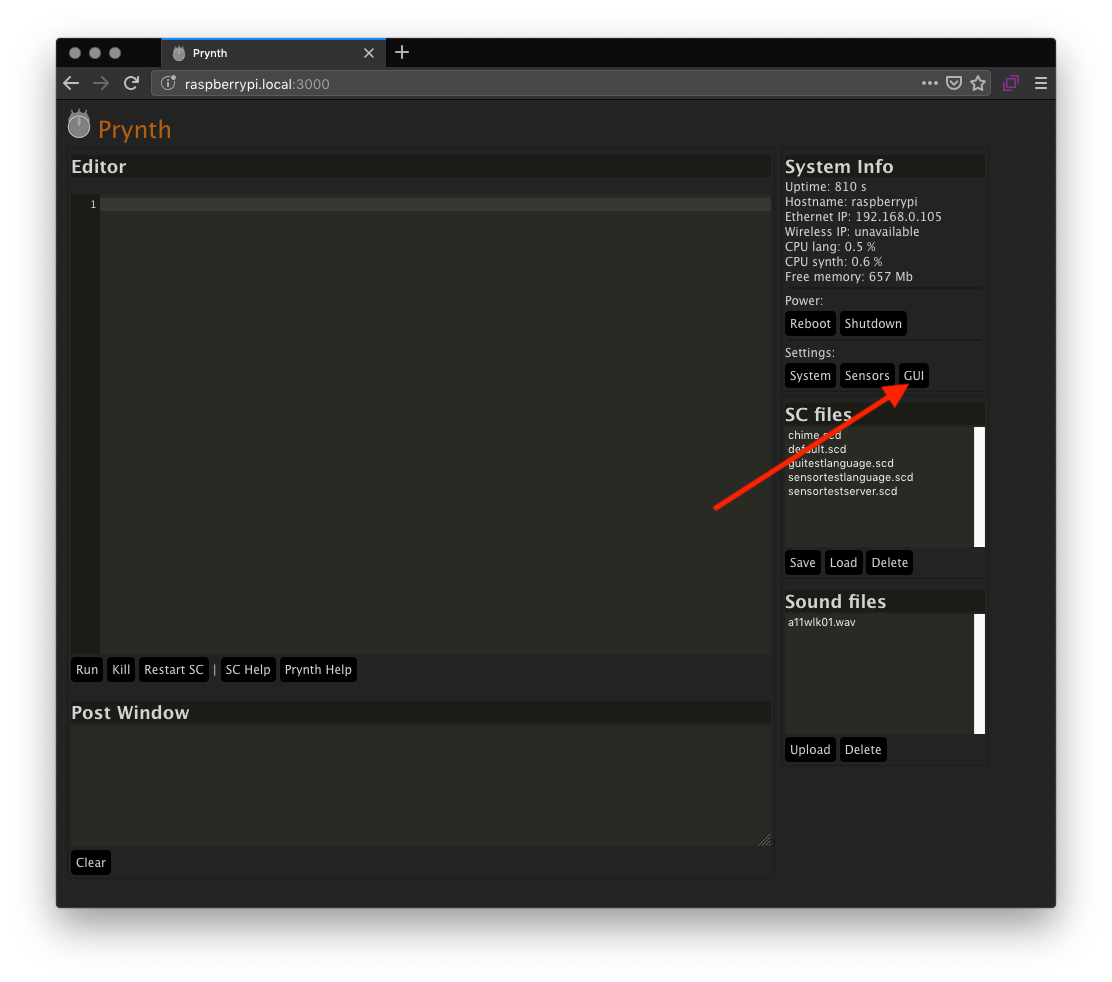 Prynth
raspberrypi.local:3000
Prynth
Editor
1
Run Kill Restart SC | SC Help Prynth Help
Post Window
Clear
System Info
Uptime: 810 s
Hostname: raspberrypi
Ethernet IP: 192.168.0.105
Wireless IP: unavailable
CPU lang: 0.5 %
CPU synth: 0.6 %
Free memory: 657 Mb
Power:
Reboot Shutdown
Settings:
System Sensors GUI
SC files
chime.scd
default.scd
guitestlanguage.scd
sensortestlanguage.scd
sensortestserver.scd
Save Load Delete
Sound files
a11wlk01.wav
Upload Delete